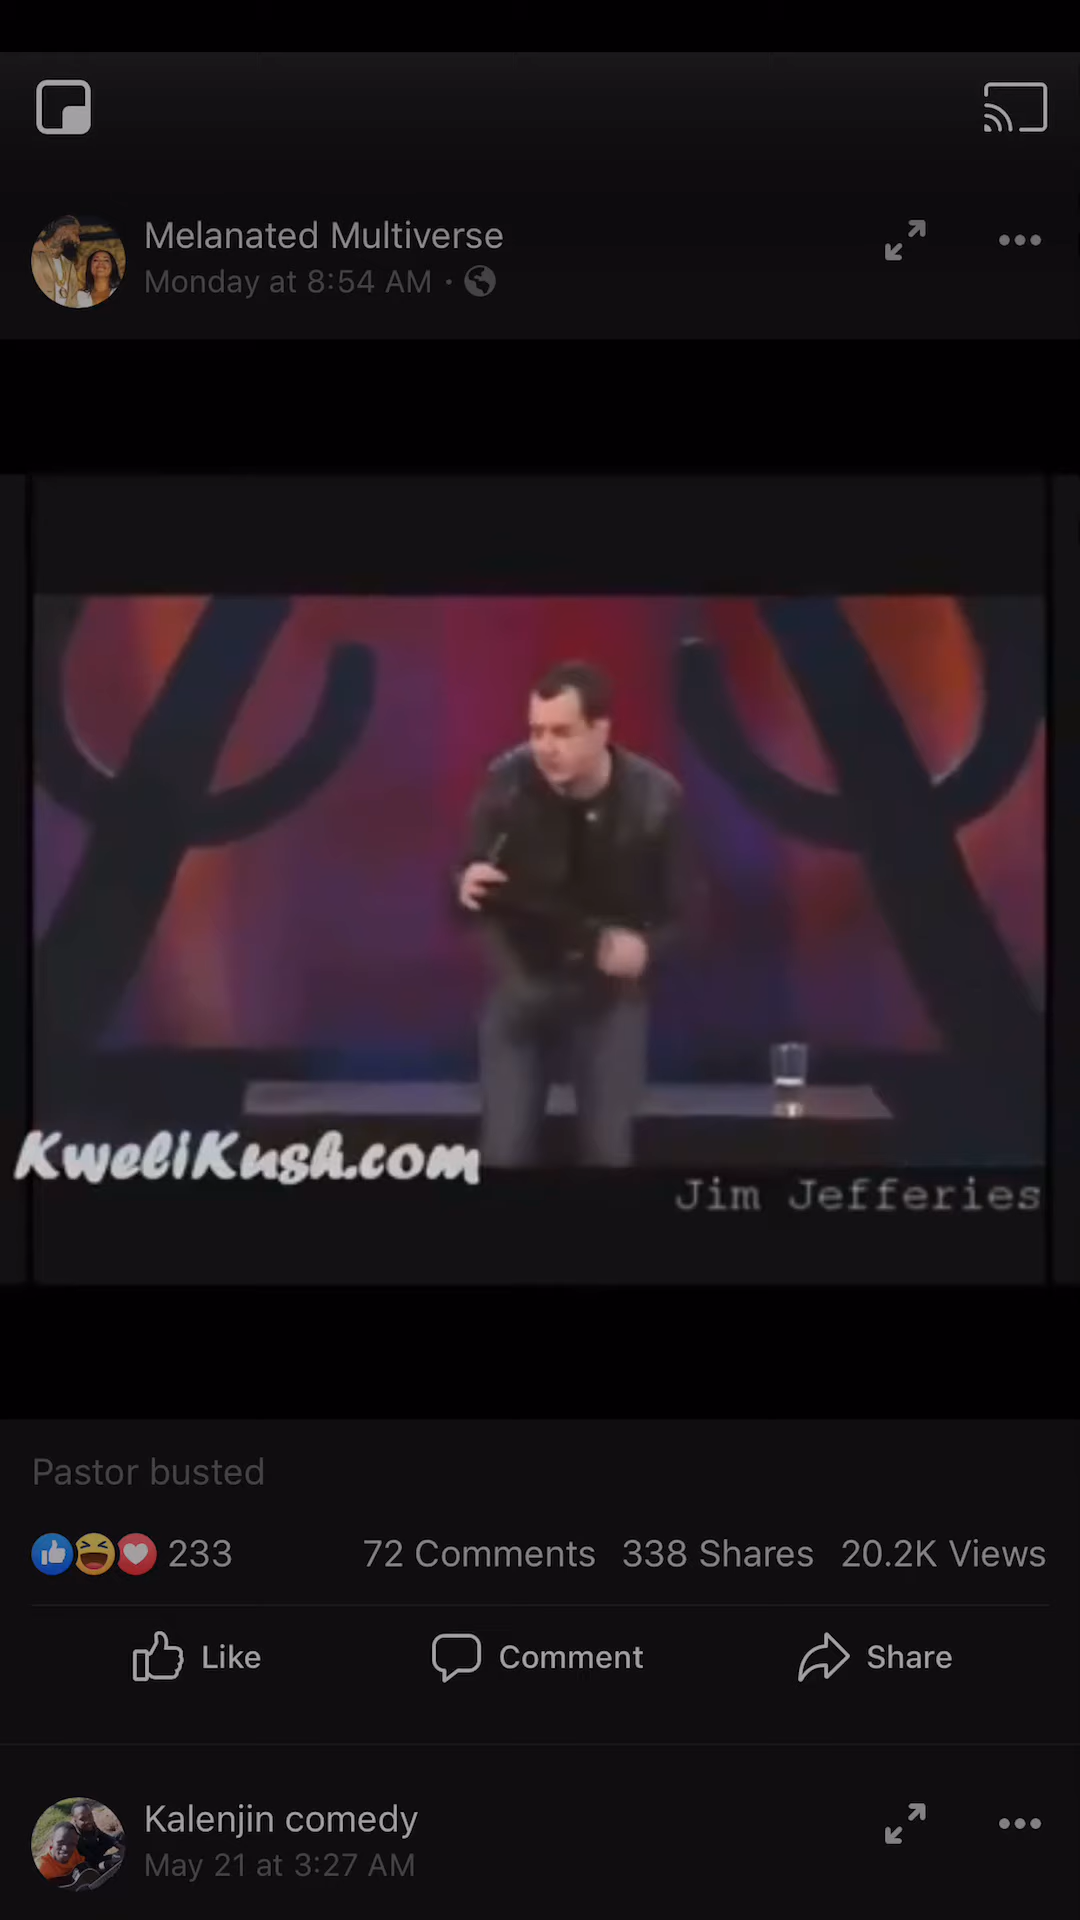 Melanated Multiverse
Monday at 8:54 AM ·
KweliKush.com
Jim Jefferies
Pastor busted
233 72 Comments 338 Shares 20.2K Views
Like Comment Share
Kalenjin comedy
May 21 at 3:27 AM